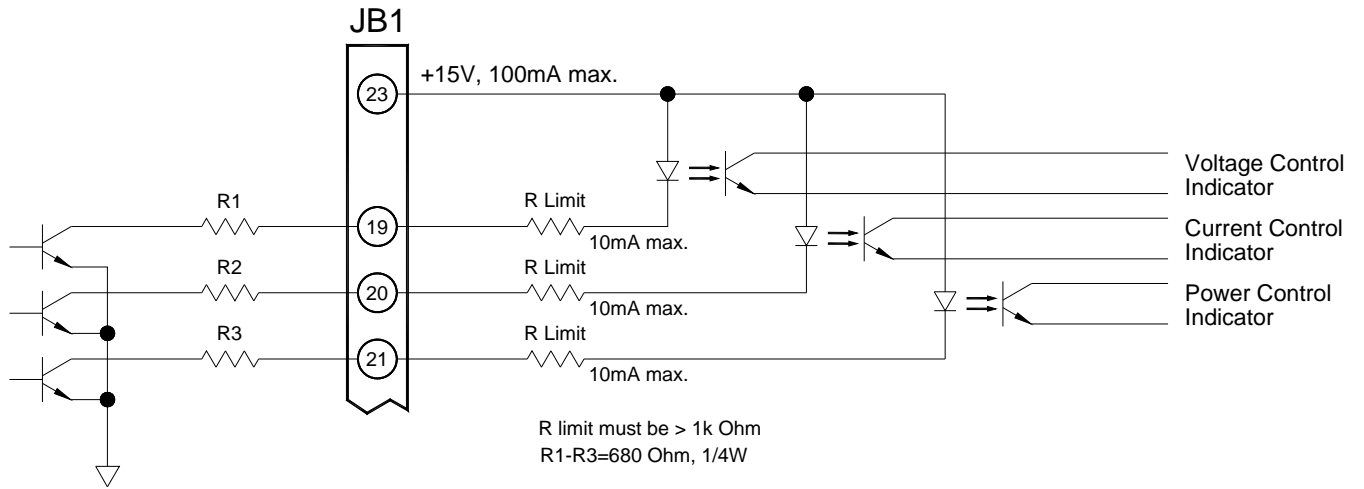 JB1
+15V, 100mA max.
23
Voltage Control
Indicator
R1
R Limit
19
10mA max.
Current Control
Indicator
R2
R Limit
20
10mA max.
Power Control
Indicator
R3
R Limit
21
10mA max.
R limit must be > 1k Ohm
R1-R3=680 Ohm, 1/4W